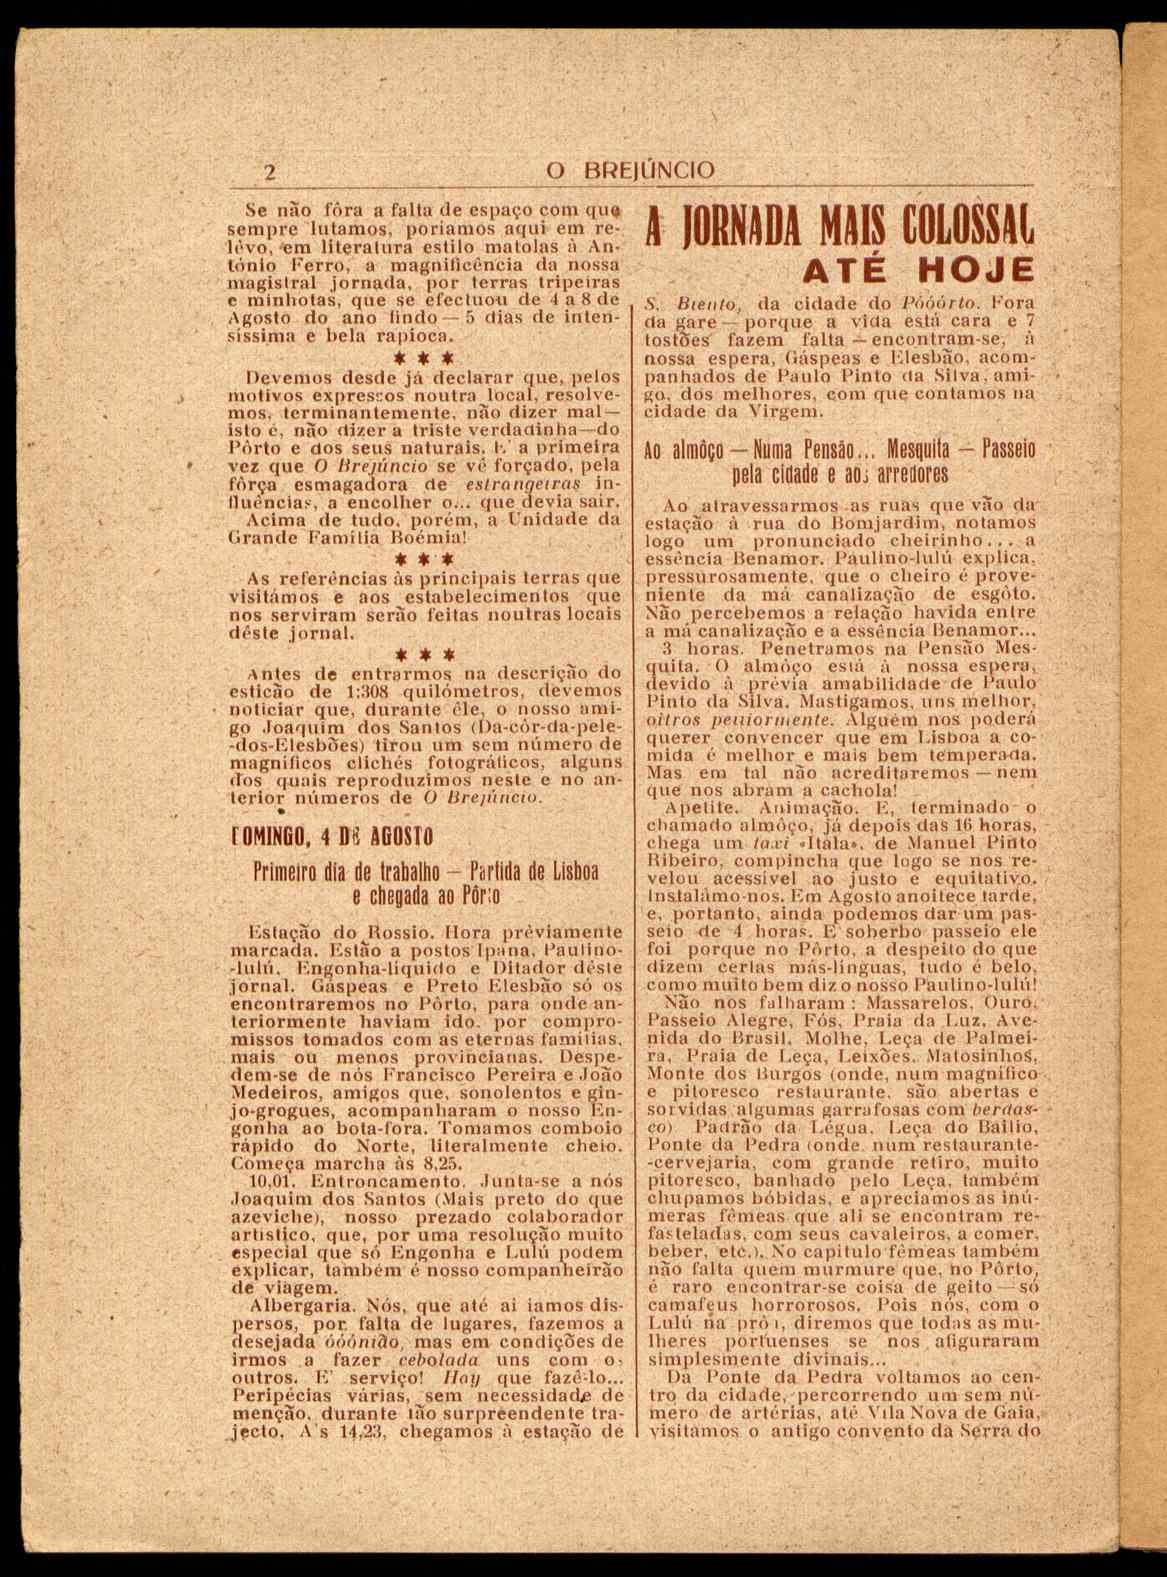 2
O BREJÚNCIO
Se não fôra a falta de espaço com que
sempre lutamos, poriamos aqui em re-
lêvo, em literatura estilo matolas à An-
tónio Ferro, a magnificência da nossa
magistral jornada, por terras tripeiras
e minhotas, que se efectuou de 4 a 8 de
Agosto do ano findo — 5 dias de inten-
sissima e bela rapioca.
* * *
Devemos desde já declarar que, pelos
motivos expressos noutra local, resolve-
mos, terminantemente, não dizer mal—
isto é, não dizer a triste verdadinha—do
Pôrto e dos seus naturais. E' a primeira
vez que O Brejúncio se vê forçado, pela
fôrça esmagadora de estrangeiras in-
fluências, a encolher o... que devia sair.
Acima de tudo, porém, a Unidade da
Grande Familia Boémia!
* * *
As referências às principais terras que
visitámos e aos estabelecimentos que
nos serviram serão feitas noutras locais
dêste jornal.
* * *
Antes de entrarmos na descrição do
esticão de 1:308 quilómetros, devemos
noticiar que, durante êle, o nosso ami-
go Joaquim dos Santos (Da-côr-da-pele-
-dos-Elesbões) tirou um sem número de
magnificos clichés fotográficos, alguns
dos quais reproduzimos neste e no an-
terior números de O Brejúncio.
DOMINGO, 4 DE AGOSTO
Primeiro dia de trabalho — Partida de Lisboa
e chegada ao Pôrto
Estação do Rossio. Hora préviamente
marcada. Estão a postos Ipana, Paulino-
-lulú, Engonha-liquido e Ditador dêste
jornal. Gáspeas e Preto Elesbão só os
encontraremos no Pôrto, para onde an-
teriormente haviam ido, por compro-
missos tomados com as eternas familias,
mais ou menos provincianas. Despe-
dem-se de nós Francisco Pereira e João
Medeiros, amigos que, sonolentos e gin-
jo-grogues, acompanharam o nosso En-
gonha ao bota-fora. Tomamos comboio
rápido do Norte, literalmente cheio.
Começa marcha às 8,25.
10,01. Entroncamento. Junta-se a nós
Joaquim dos Santos (Mais preto do que
azeviche), nosso prezado colaborador
artistico, que, por uma resolução muito
especial que só Engonha e Lulú podem
explicar, também é nosso companheirão
de viagem.
Albergaria. Nós, que até ai iamos dis-
persos, por falta de lugares, fazemos a
desejada óóónião, mas em condições de
irmos a fazer cebolada uns com os
outros. E' serviço! Hay que fazê-lo...
Peripécias várias, sem necessidade de
menção, durante tão surpreendente tra-
jecto. A's 14,23, chegamos à estação de
A JORNADA MAIS COLOSSAL
ATÉ HOJE
S. Biento, da cidade do Póóórto. Fora
da gare — porque a vida está cara e 7
tostões fazem falta — encontram-se, à
nossa espera, Gáspeas e Elesbão, acom-
panhados de Paulo Pinto da Silva, ami-
go, dos melhores, com que contamos na
cidade da Virgem.
Ao almôço — Numa Pensão... Mesquita — Passeio
pela cidade e aos arredores
Ao atravessarmos as ruas que vão da
estação à rua do Bomjardim, notamos
logo um pronunciado cheirinho... a
essência Benamor. Paulino-lulú explica,
pressurosamente, que o cheiro é prove-
niente da má canalização de esgôto.
Não percebemos a relação havida entre
a má canalização e a essência Benamor...
3 horas. Penetramos na Pensão Mes-
quita. O almôço está à nossa espera,
devido à prévia amabilidade de Paulo
Pinto da Silva. Mastigamos, uns melhor,
oitros peniormente. Alguém nos poderá
querer convencer que em Lisboa a co-
mida é melhor e mais bem temperada.
Mas em tal não acreditaremos — nem
que nos abram a cachola!
Apetite. Animação. E, terminado o
chamado almôço, já depois das 16 horas,
chega um taxi «Itala», de Manuel Pinto
Ribeiro, compincha que logo se nos re-
velou acessivel ao justo e equitativo.
Instalámo-nos. Em Agosto anoitece tarde,
e, portanto, ainda podemos dar um pas-
seio de 4 horas. E soberbo passeio ele
foi porque no Pôrto, a despeito do que
dizem certas más-línguas, tudo é belo,
como muito bem diz o nosso Paulino-lulú!
Não nos falharam: Massarelos, Ouro,
Passeio Alegre, Fós, Praia da Luz, Ave-
nida do Brasil, Molhe, Leça de Palmei-
ra, Praia de Leça, Leixões, Matosinhos,
Monte dos Burgos (onde, num magnífico
e pitoresco restaurante, são abertas e
sorvidas algumas garrafosas com berdas-
co) Padrão da Légua, Leça do Bailio,
Ponte da Pedra (onde, num restaurante-
-cervejaria, com grande retiro, muito
pitoresco, banhado pelo Leça, também
chupamos bóbidas, e apreciamos as inú-
meras fêmeas que ali se encontram re-
fasteladas, com seus cavaleiros, a comer,
beber, etc.). No capitulo fêmeas também
não falta quem murmure que, no Pôrto,
é raro encontrar-se coisa de geito — só
camafeus horrorosos. Pois nós, com o
Lulú na prôa, diremos que todas as mu-
lheres portuenses se nos afiguraram
simplesmente divinais...
Da Ponte da Pedra voltamos ao cen-
tro da cidade, percorrendo um sem nú-
mero de artérias, até Vila Nova de Gaia,
visitamos o antigo convento da Serra do